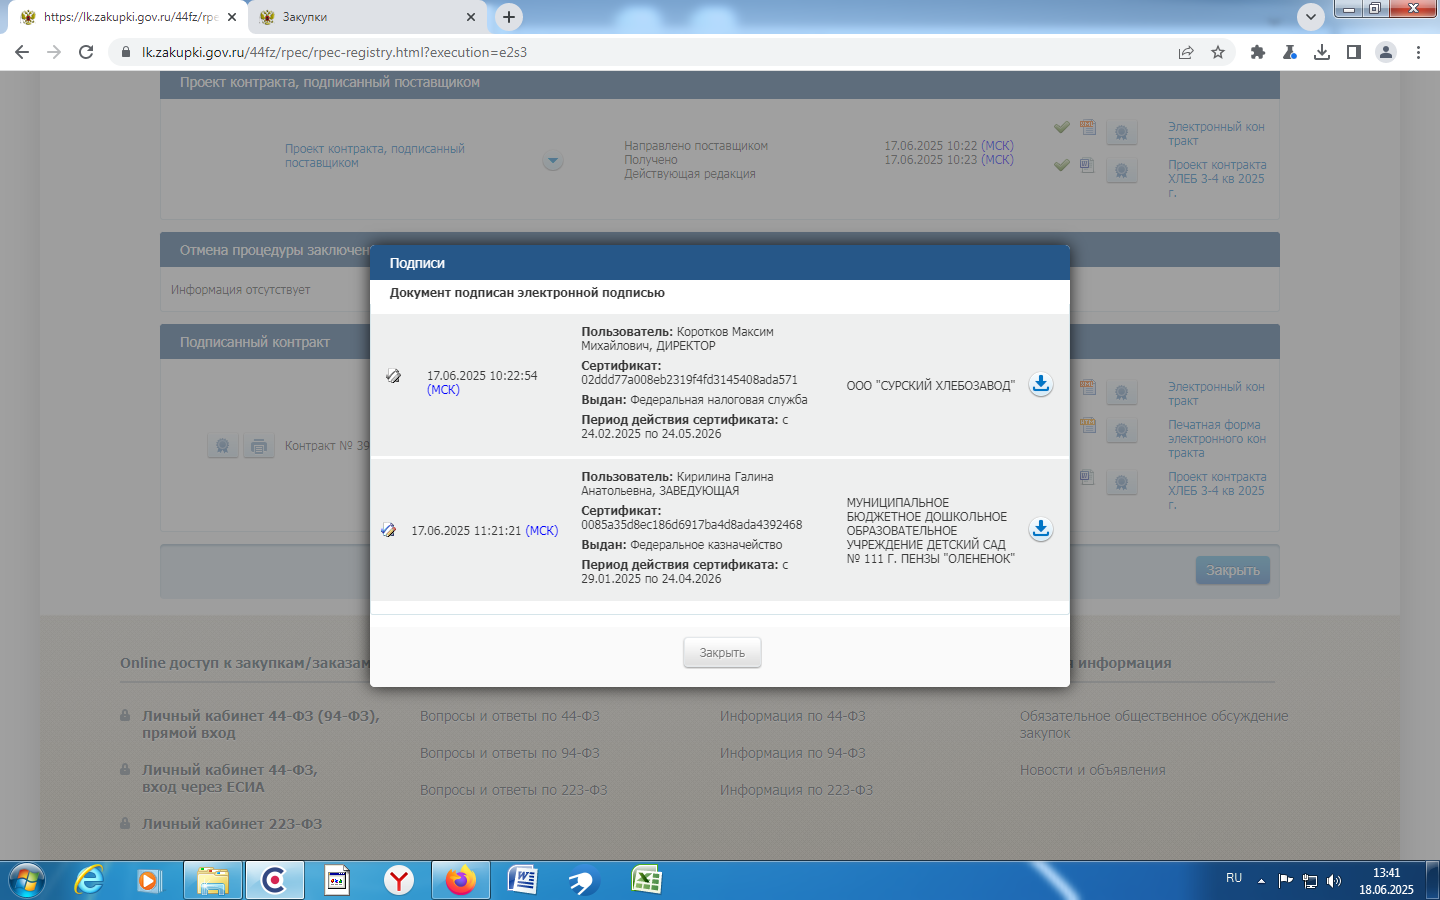 https://lk.zakupki.gov.ru/44fz/rpe
Закупки
lk.zakupki.gov.ru/44fz/rpec/rpec-registry.html?execution=e2s3
Проект контракта, подписанный поставщиком
Проект контракта, подписанный
поставщиком
Направлено поставщиком
Получено
Действующая редакция
17.06.2025 10:22 (МСК)
17.06.2025 10:23 (МСК)
Электронный кон
тракт
Проект контракта
ХЛЕБ 3-4 кв 2025
г.
Отмена процедуры заключен
Информация отсутствует
Подписанный контракт
Контракт № 39
Электронный кон
тракт
Печатная форма
электронного кон
тракта
Проект контракта
ХЛЕБ 3-4 кв 2025
г.
Закрыть
Подписи
Документ подписан электронной подписью
17.06.2025 10:22:54
(МСК)
Пользователь: Коротков Максим
Михайлович, ДИРЕКТОР
Сертификат:
02ddd77a008eb2319f4fd3145408ada571
Выдан: Федеральная налоговая служба
Период действия сертификата: с
24.02.2025 по 24.05.2026
ООО "СУРСКИЙ ХЛЕБОЗАВОД"
17.06.2025 11:21:21 (МСК)
Пользователь: Кирилина Галина
Анатольевна, ЗАВЕДУЮЩАЯ
Сертификат:
0085a35d8ec186d6917ba4d8ada4392468
Выдан: Федеральное казначейство
Период действия сертификата: с
29.01.2025 по 24.04.2026
МУНИЦИПАЛЬНОЕ
БЮДЖЕТНОЕ ДОШКОЛЬНОЕ
ОБРАЗОВАТЕЛЬНОЕ
УЧРЕЖДЕНИЕ ДЕТСКИЙ САД
№ 111 Г. ПЕНЗЫ "ОЛЕНЕНОК"
Закрыть
Online доступ к закупкам/заказам
я информация
Личный кабинет 44-ФЗ (94-ФЗ),
прямой вход
Личный кабинет 44-ФЗ,
вход через ЕСИА
Личный кабинет 223-ФЗ
Вопросы и ответы по 44-ФЗ
Вопросы и ответы по 94-ФЗ
Вопросы и ответы по 223-ФЗ
Информация по 44-ФЗ
Информация по 94-ФЗ
Информация по 223-ФЗ
Обязательное общественное обсуждение
закупок
Новости и объявления
RU
13:41
18.06.2025